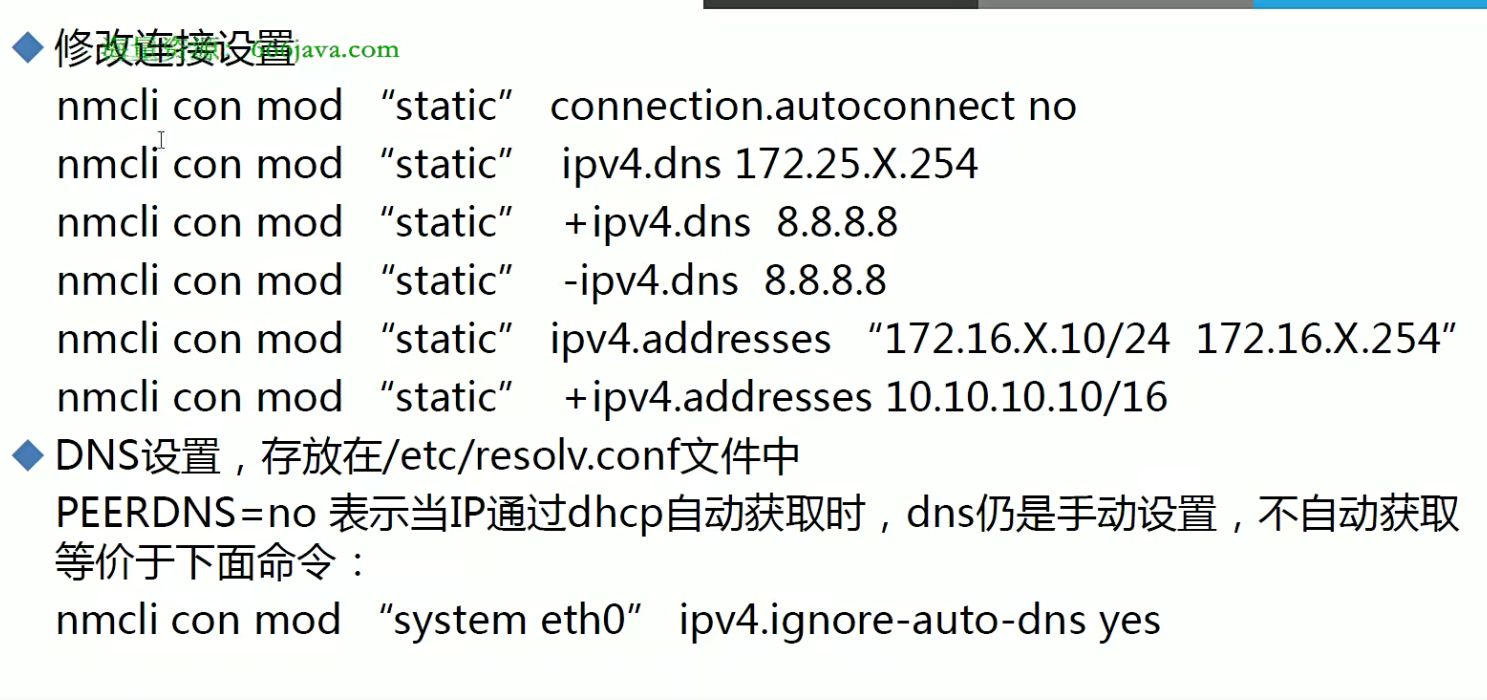 修改连接设置
海量资源：666java.com
nmcli con mod “static” connection.autoconnect no
nmcli con mod “static” ipv4.dns 172.25.X.254
nmcli con mod “static” +ipv4.dns 8.8.8.8
nmcli con mod “static” -ipv4.dns 8.8.8.8
nmcli con mod “static” ipv4.addresses “172.16.X.10/24 172.16.X.254”
nmcli con mod “static” +ipv4.addresses 10.10.10.10/16
DNS设置，存放在/etc/resolv.conf文件中
PEERDNS=no 表示当IP通过dhcp自动获取时，dns仍是手动设置，不自动获取
等价于下面命令：
nmcli con mod “system eth0” ipv4.ignore-auto-dns yes